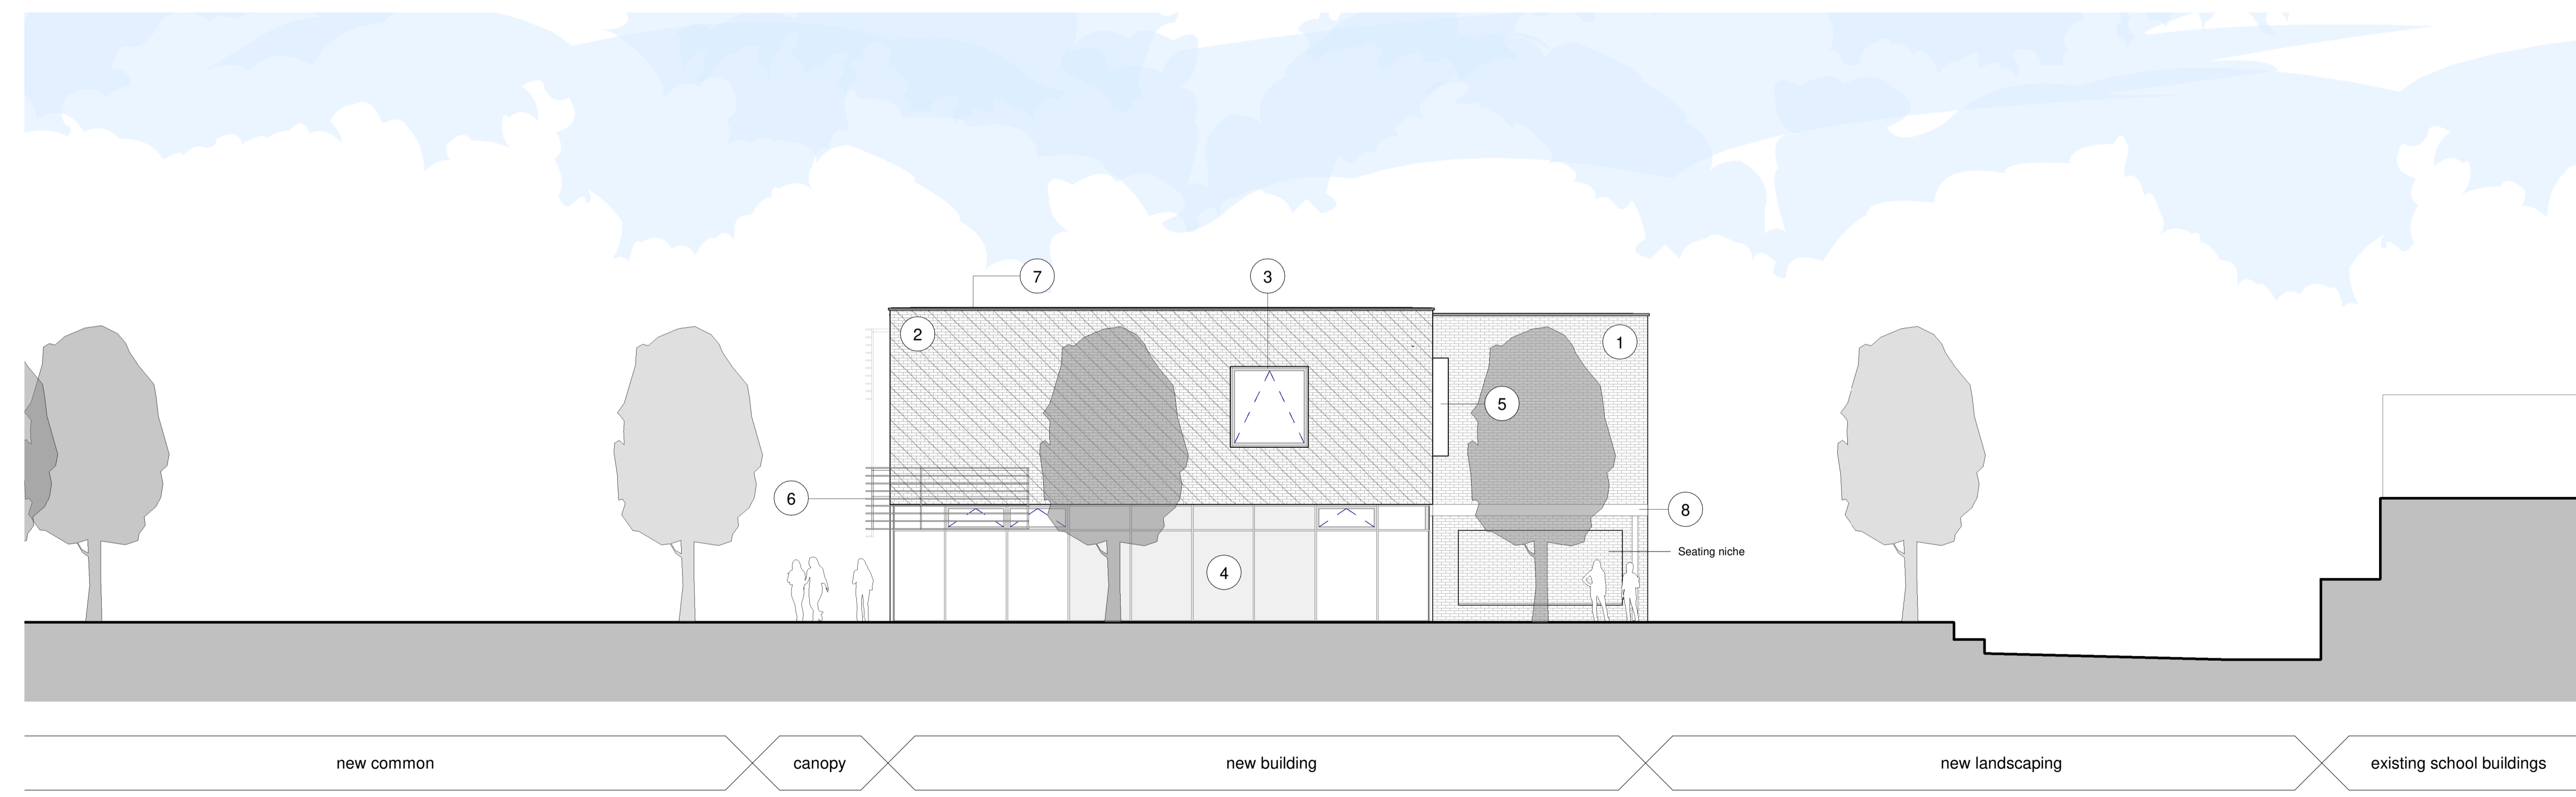 7
3
2
1
5
6
8
Seating niche
4
new common
canopy
new building
new landscaping
existing school buildings